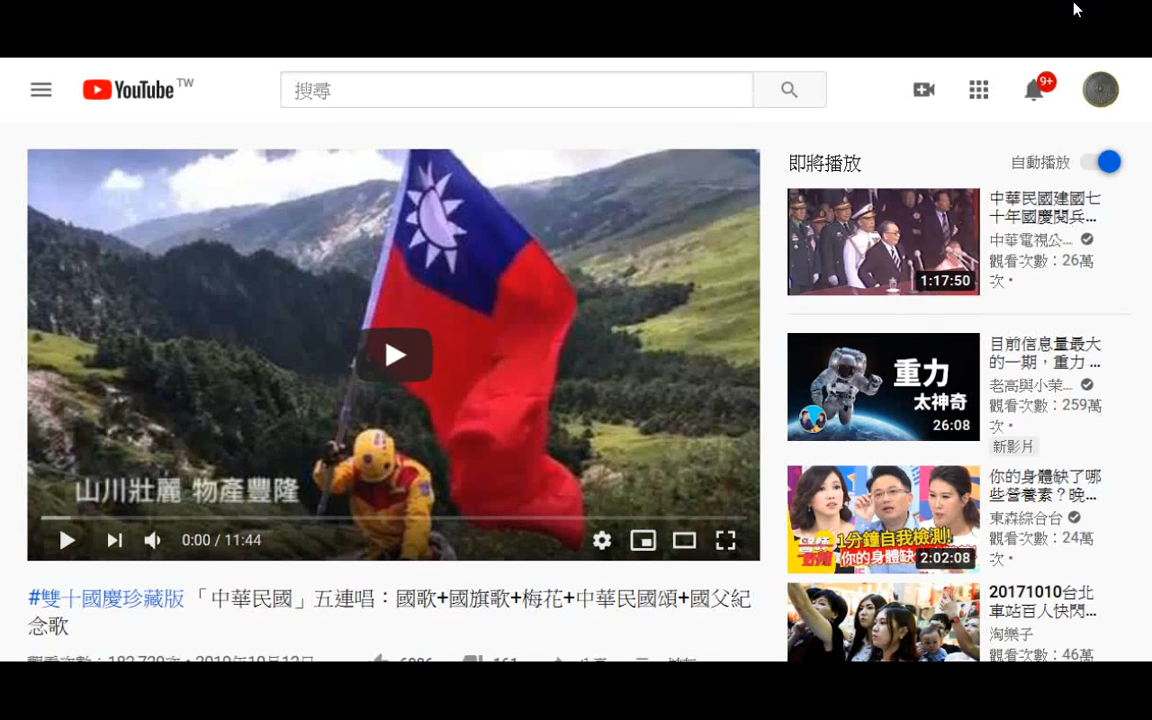 YouTube TW
搜尋
9+
山川壯麗 物產豐隆
0:00 / 11:44
#雙十國慶珍藏版 「中華民國」五連唱：國歌+國旗歌+梅花+中華民國頌+國父紀
念歌
即將播放
自動播放
1:17:50
中華民國建國七
十年國慶閱兵...
中華電視公...
觀看次數：26萬
次・
重力
太神奇
26:08
目前信息量最大
的一期，重力 ...
老高與小茉...
觀看次數：259萬
次・
新影片
1分鐘自我檢測!
你的身體缺
2:02:08
你的身體缺了哪
些營養素？晚...
東森綜合台
觀看次數：24萬
次・
20171010台北
車站百人快閃...
淘樂子
觀看次數：46萬